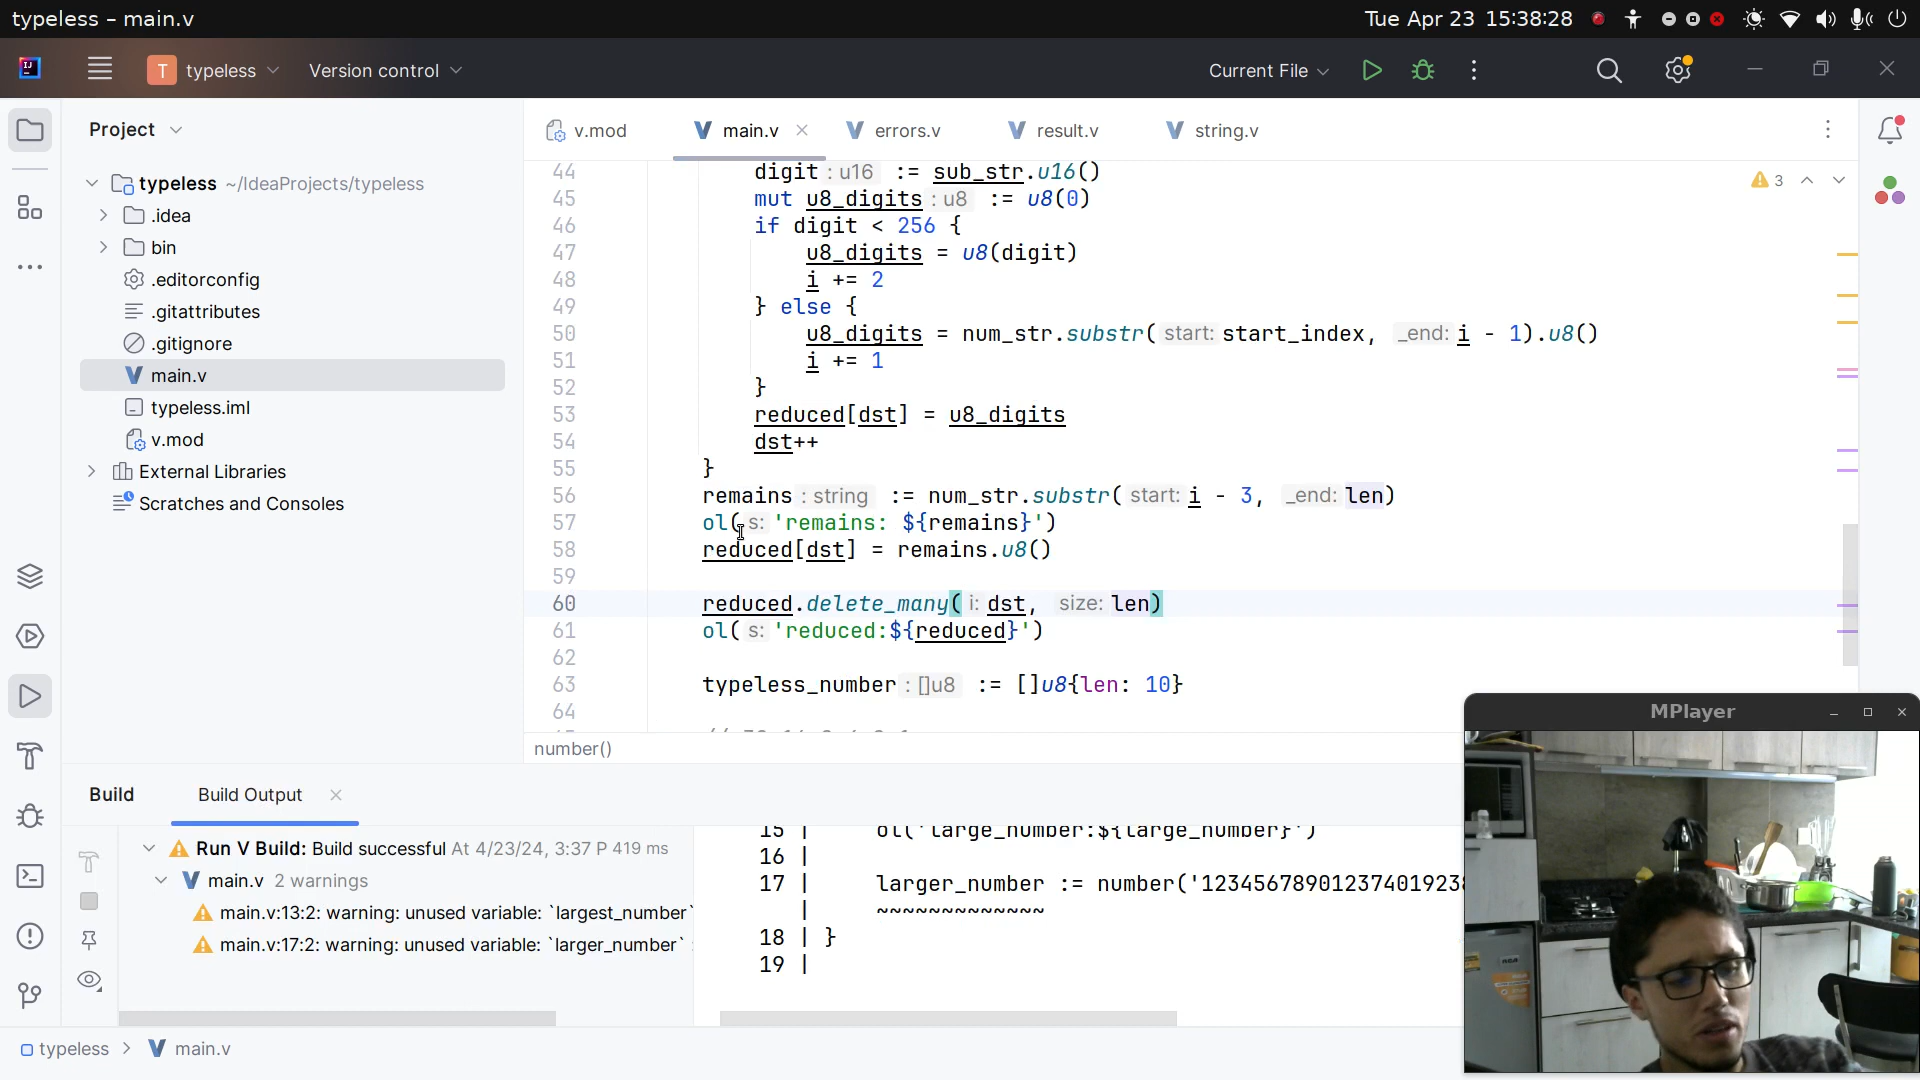 typeless – main.v
Tue Apr 23 15:38:28
T typeless
Version control
Current File
Project
v.mod
main.v
errors.v
result.v
string.v
typeless ~/IdeaProjects/typeless
.idea
bin
.editorconfig
.gitattributes
.gitignore
main.v
typeless.iml
v.mod
External Libraries
Scratches and Consoles
3
44 digit : u16 := sub_str.u16()
45 mut u8_digits : u8 := u8(0)
46 if digit < 256 {
47 u8_digits = u8(digit)
48 i += 2
49 } else {
50 u8_digits = num_str.substr( start: start_index, _end: i - 1).u8()
51 i += 1
52 }
53 reduced[dst] = u8_digits
54 dst++
55 }
56 remains : string := num_str.substr( start: i - 3, _end: len)
57 ol( s: 'remains: ${remains}')
58 reduced[dst] = remains.u8()
59
60 reduced.delete_many( i: dst, size: len)
61 ol( s: 'reduced:${reduced}')
62
63 typeless_number : []u8 := []u8{len: 10}
64
number()
Build
Build Output
Run V Build: Build successful At 4/23/24, 3:37 P 419 ms
main.v 2 warnings
main.v:13:2: warning: unused variable: `largest_number`
main.v:17:2: warning: unused variable: `larger_number`
15 | ol('large_number:${large_number}')
16 |
17 | larger_number := number('123456789012374019238
| ~~~~~~~~~~~~~
18 | }
19 |
MPlayer
typeless > main.v